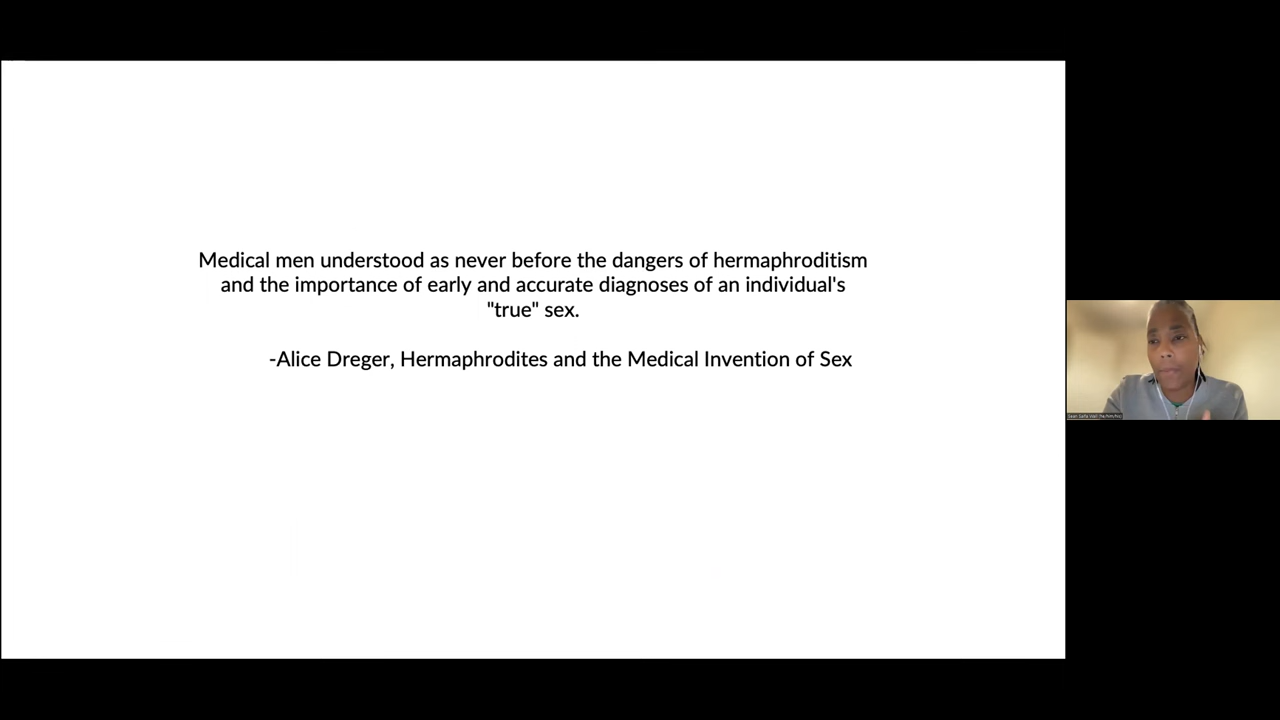 Medical men understood as never before the dangers of hermaphroditism
and the importance of early and accurate diagnoses of an individual's
"true" sex.
-Alice Dreger, Hermaphrodites and the Medical Invention of Sex